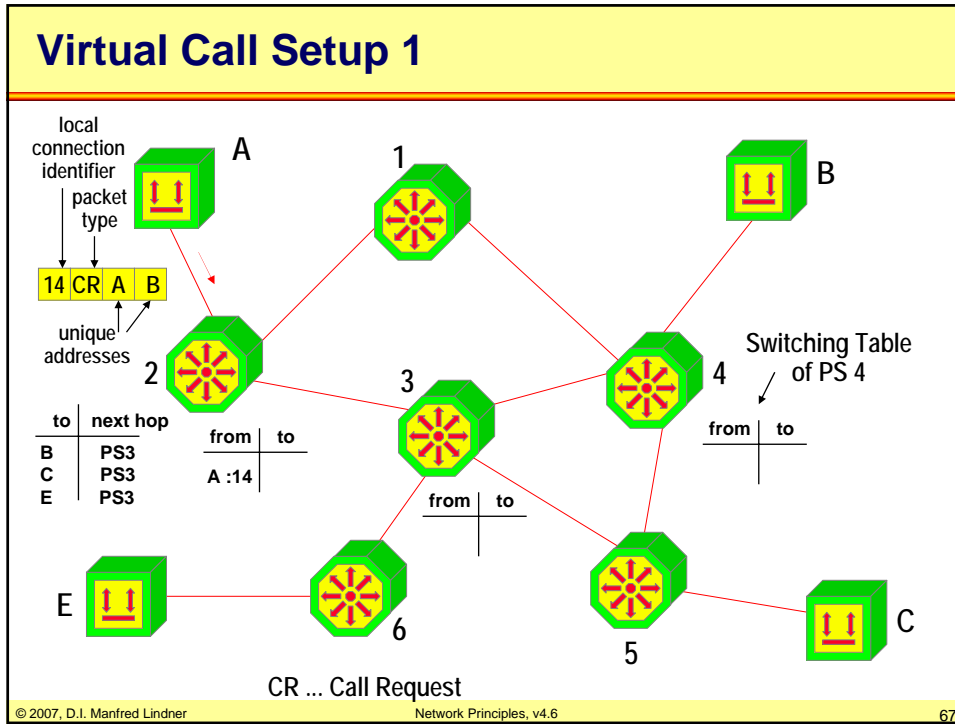 Virtual Call Setup 1
local
connection
identifier
packet
type
14 CR A B
unique
addresses
A
1
B
2
3
4
Switching Table
of PS 4
to next hop
B PS3
C PS3
E PS3
from to
A :14
from to
from to
E
6
5
C
CR ... Call Request
© 2007, D.I. Manfred Lindner
Network Principles, v4.6
67